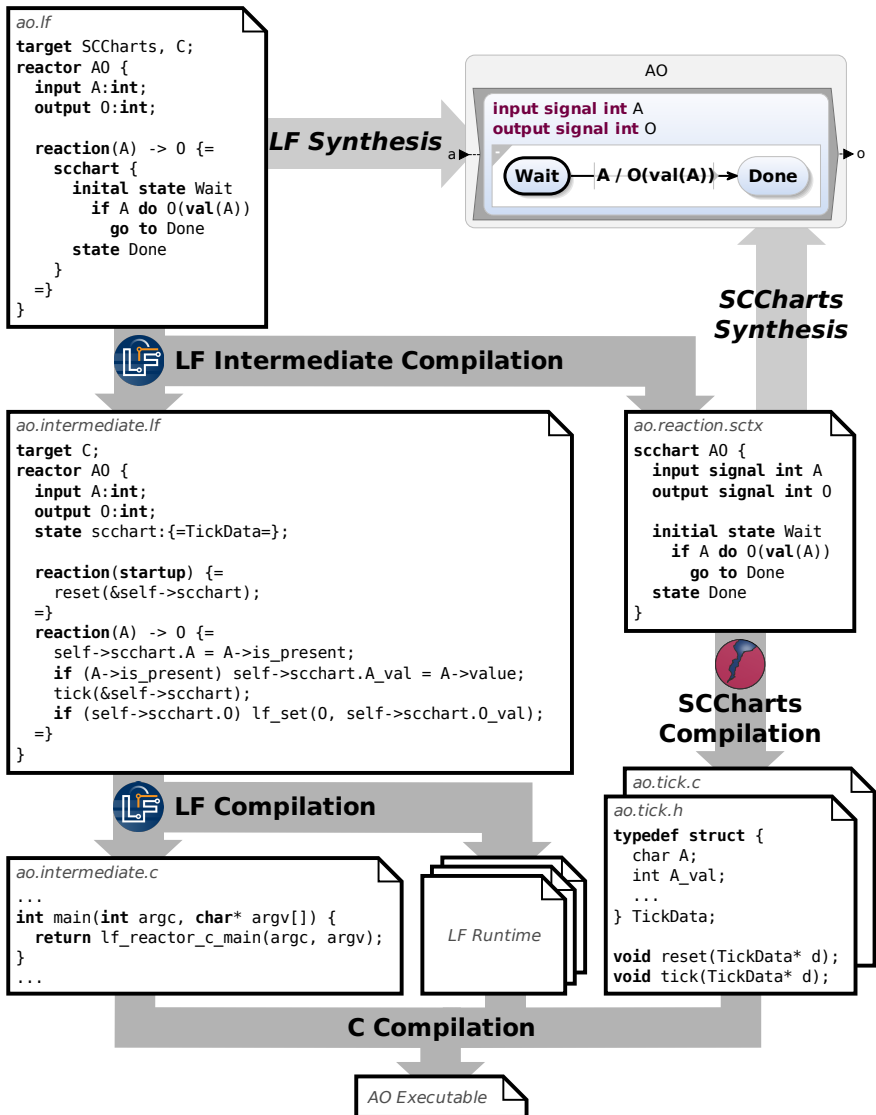 ao.lf
target SCCharts, C;
reactor AO {
input A:int;
output O:int;
reaction(A) -> O {=
scchart {
inital state Wait
if A do O(val(A))
go to Done
state Done
}
=}
}
LF Synthesis
AO
input signal int A
output signal int O
-
a
Wait
A / O(val(A))
Done
o
SCCharts
Synthesis
LF
LF Intermediate Compilation
ao.intermediate.lf
target C;
reactor AO {
input A:int;
output O:int;
state scchart:{=TickData=};
reaction(startup) {=
reset(&self->scchart);
=}
reaction(A) -> O {=
self->scchart.A = A->is_present;
if (A->is_present) self->scchart.A_val = A->value;
tick(&self->scchart);
if (self->scchart.O) lf_set(O, self->scchart.O_val);
=}
}
ao.reaction.sctx
scchart AO {
input signal int A
output signal int O
initial state Wait
if A do O(val(A))
go to Done
state Done
}
SCCharts
Compilation
LF
LF Compilation
ao.tick.c
ao.tick.h
typedef struct {
char A;
int A_val;
...
} TickData;
void reset(TickData* d);
void tick(TickData* d);
ao.intermediate.c
...
int main(int argc, char* argv[]) {
return lf_reactor_c_main(argc, argv);
}
...
LF Runtime
C Compilation
AO Executable